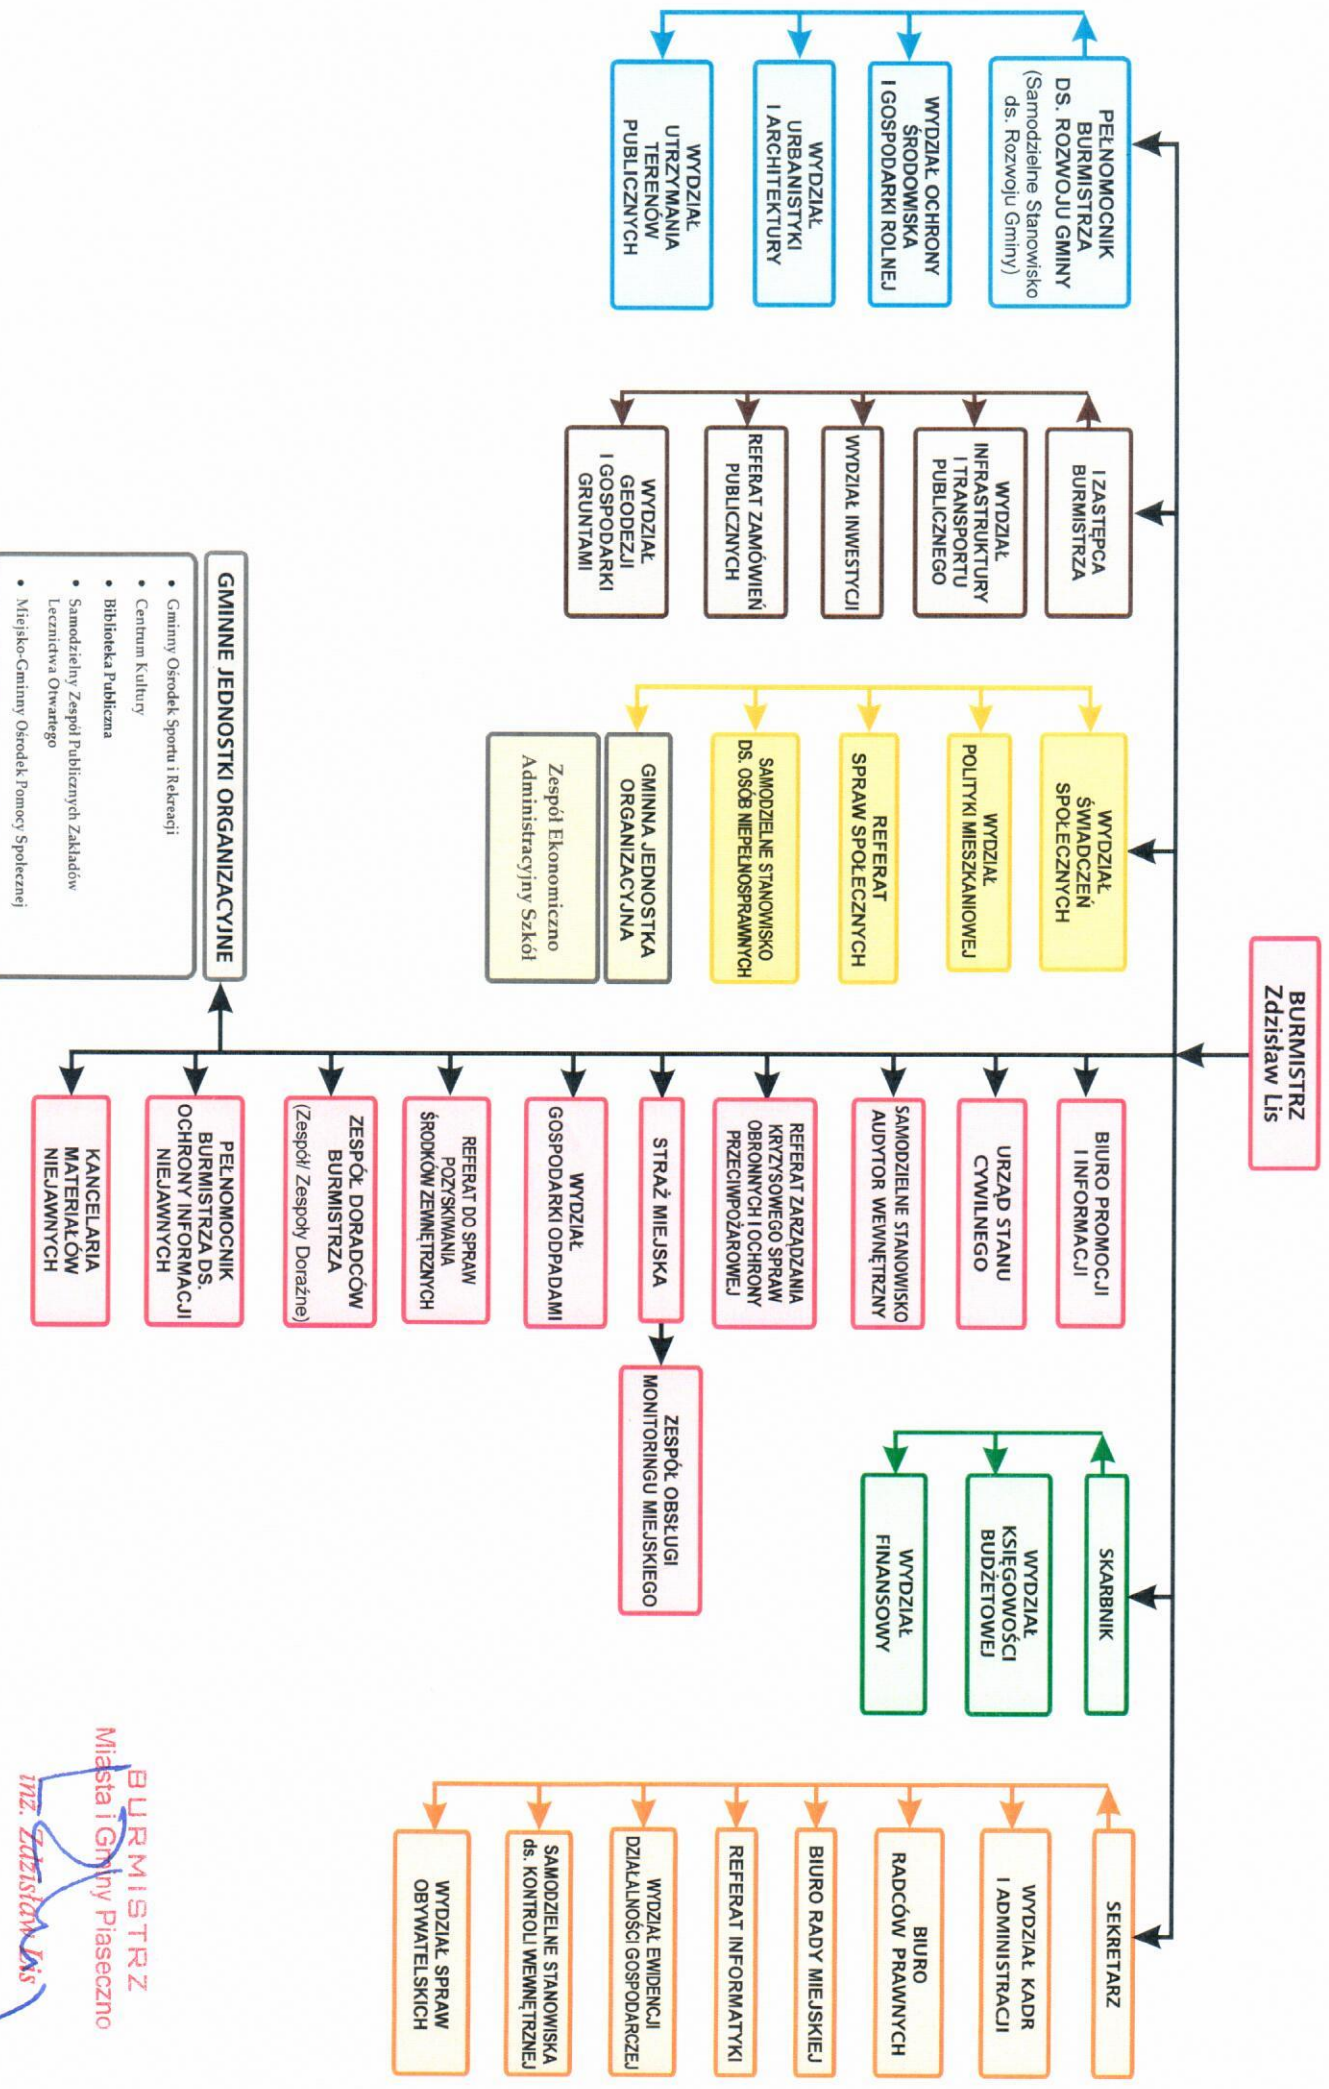 BURMISTRZ
Zdzisław Lis
PEŁNOMOCNIK
BURMISTRZA
DS. ROZWOJU GMINY
(Samodzielne Stanowisko
ds. Rozwoju Gminy)
WYDZIAŁ OCHRONY
ŚRODOWISKA
I GOSPODARKI ROLNEJ
WYDZIAŁ
URBANISTYKI
I ARCHITEKTURY
WYDZIAŁ
UTRZYMANIA
TERENÓW
PUBLICZNYCH
I ZASTĘPCA
BURMISTRZA
WYDZIAŁ
INFRASTRUKTURY
I TRANSPORTU
PUBLICZNEGO
WYDZIAŁ INWESTYCJI
REFERAT ZAMÓWIEŃ
PUBLICZNYCH
WYDZIAŁ
GEODEZJI
I GOSPODARKI
GRUNTAMI
WYDZIAŁ
ŚWIADCZEŃ
SPOŁECZNYCH
WYDZIAŁ
POLITYKI MIESZKANIOWEJ
REFERAT
SPRAW SPOŁECZNYCH
SAMODZIELNE STANOWISKO
DS. OSÓB NIEPEŁNOSPRAWNYCH
GMINNA JEDNOSTKA
ORGANIZACYJNA
Zespół Ekonomiczno
Administracyjny Szkół
BIURO PROMOCJI
I INFORMACJI
URZĄD STANU
CYWILNEGO
SAMODZIELNE STANOWISKO
AUDYTOR WEWNĘTRZNY
REFERAT ZARZĄDZANIA
KRYZYSOWEGO SPRAW
OBRONNYCH I OCHRONY
PRZECIWPOŻAROWEJ
STRAŻ MIEJSKA
ZESPÓŁ OBSŁUGI
MONITORINGU MIEJSKIEGO
WYDZIAŁ
GOSPODARKI ODPADAMI
REFERAT DO SPRAW
POZYSKIWANIA
ŚRODKÓW ZEWNĘTRZNYCH
ZESPÓŁ DORADCÓW
BURMISTRZA
(Zespół/ Zespoły Doraźne)
PEŁNOMOCNIK
BURMISTRZA DS.
OCHRONY INFORMACJI
NIEJAWNYCH
KANCELARIA
MATERIAŁÓW
NIEJAWNYCH
SKARBNIK
WYDZIAŁ
KSIĘGOWOŚCI
BUDŻETOWEJ
WYDZIAŁ
FINANSOWY
SEKRETARZ
WYDZIAŁ KADR
I ADMINISTRACJI
BIURO
RADCÓW PRAWNYCH
BIURO RADY MIEJSKIEJ
REFERAT INFORMATYKI
WYDZIAŁ EWIDENCJI
DZIAŁALNOŚCI GOSPODARCZEJ
SAMODZIELNE STANOWISKA
ds. KONTROLI WEWNĘTRZNEJ
WYDZIAŁ SPRAW
OBYWATELSKICH
GMINNE JEDNOSTKI ORGANIZACYJNE
• Gminny Ośrodek Sportu i Rekreacji
• Centrum Kultury
• Biblioteka Publiczna
• Samodzielny Zespół Publicznych Zakładów
Lecznictwa Otwartego
• Miejsko-Gminny Ośrodek Pomocy Społecznej
BURMISTRZ
Miasta i Gminy Piaseczno
inż. Zdzisław Lis